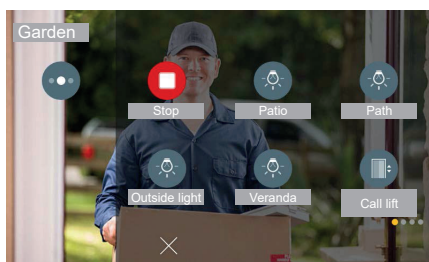 Garden
Stop
Patio
Path
Outside light
Veranda
Call lift